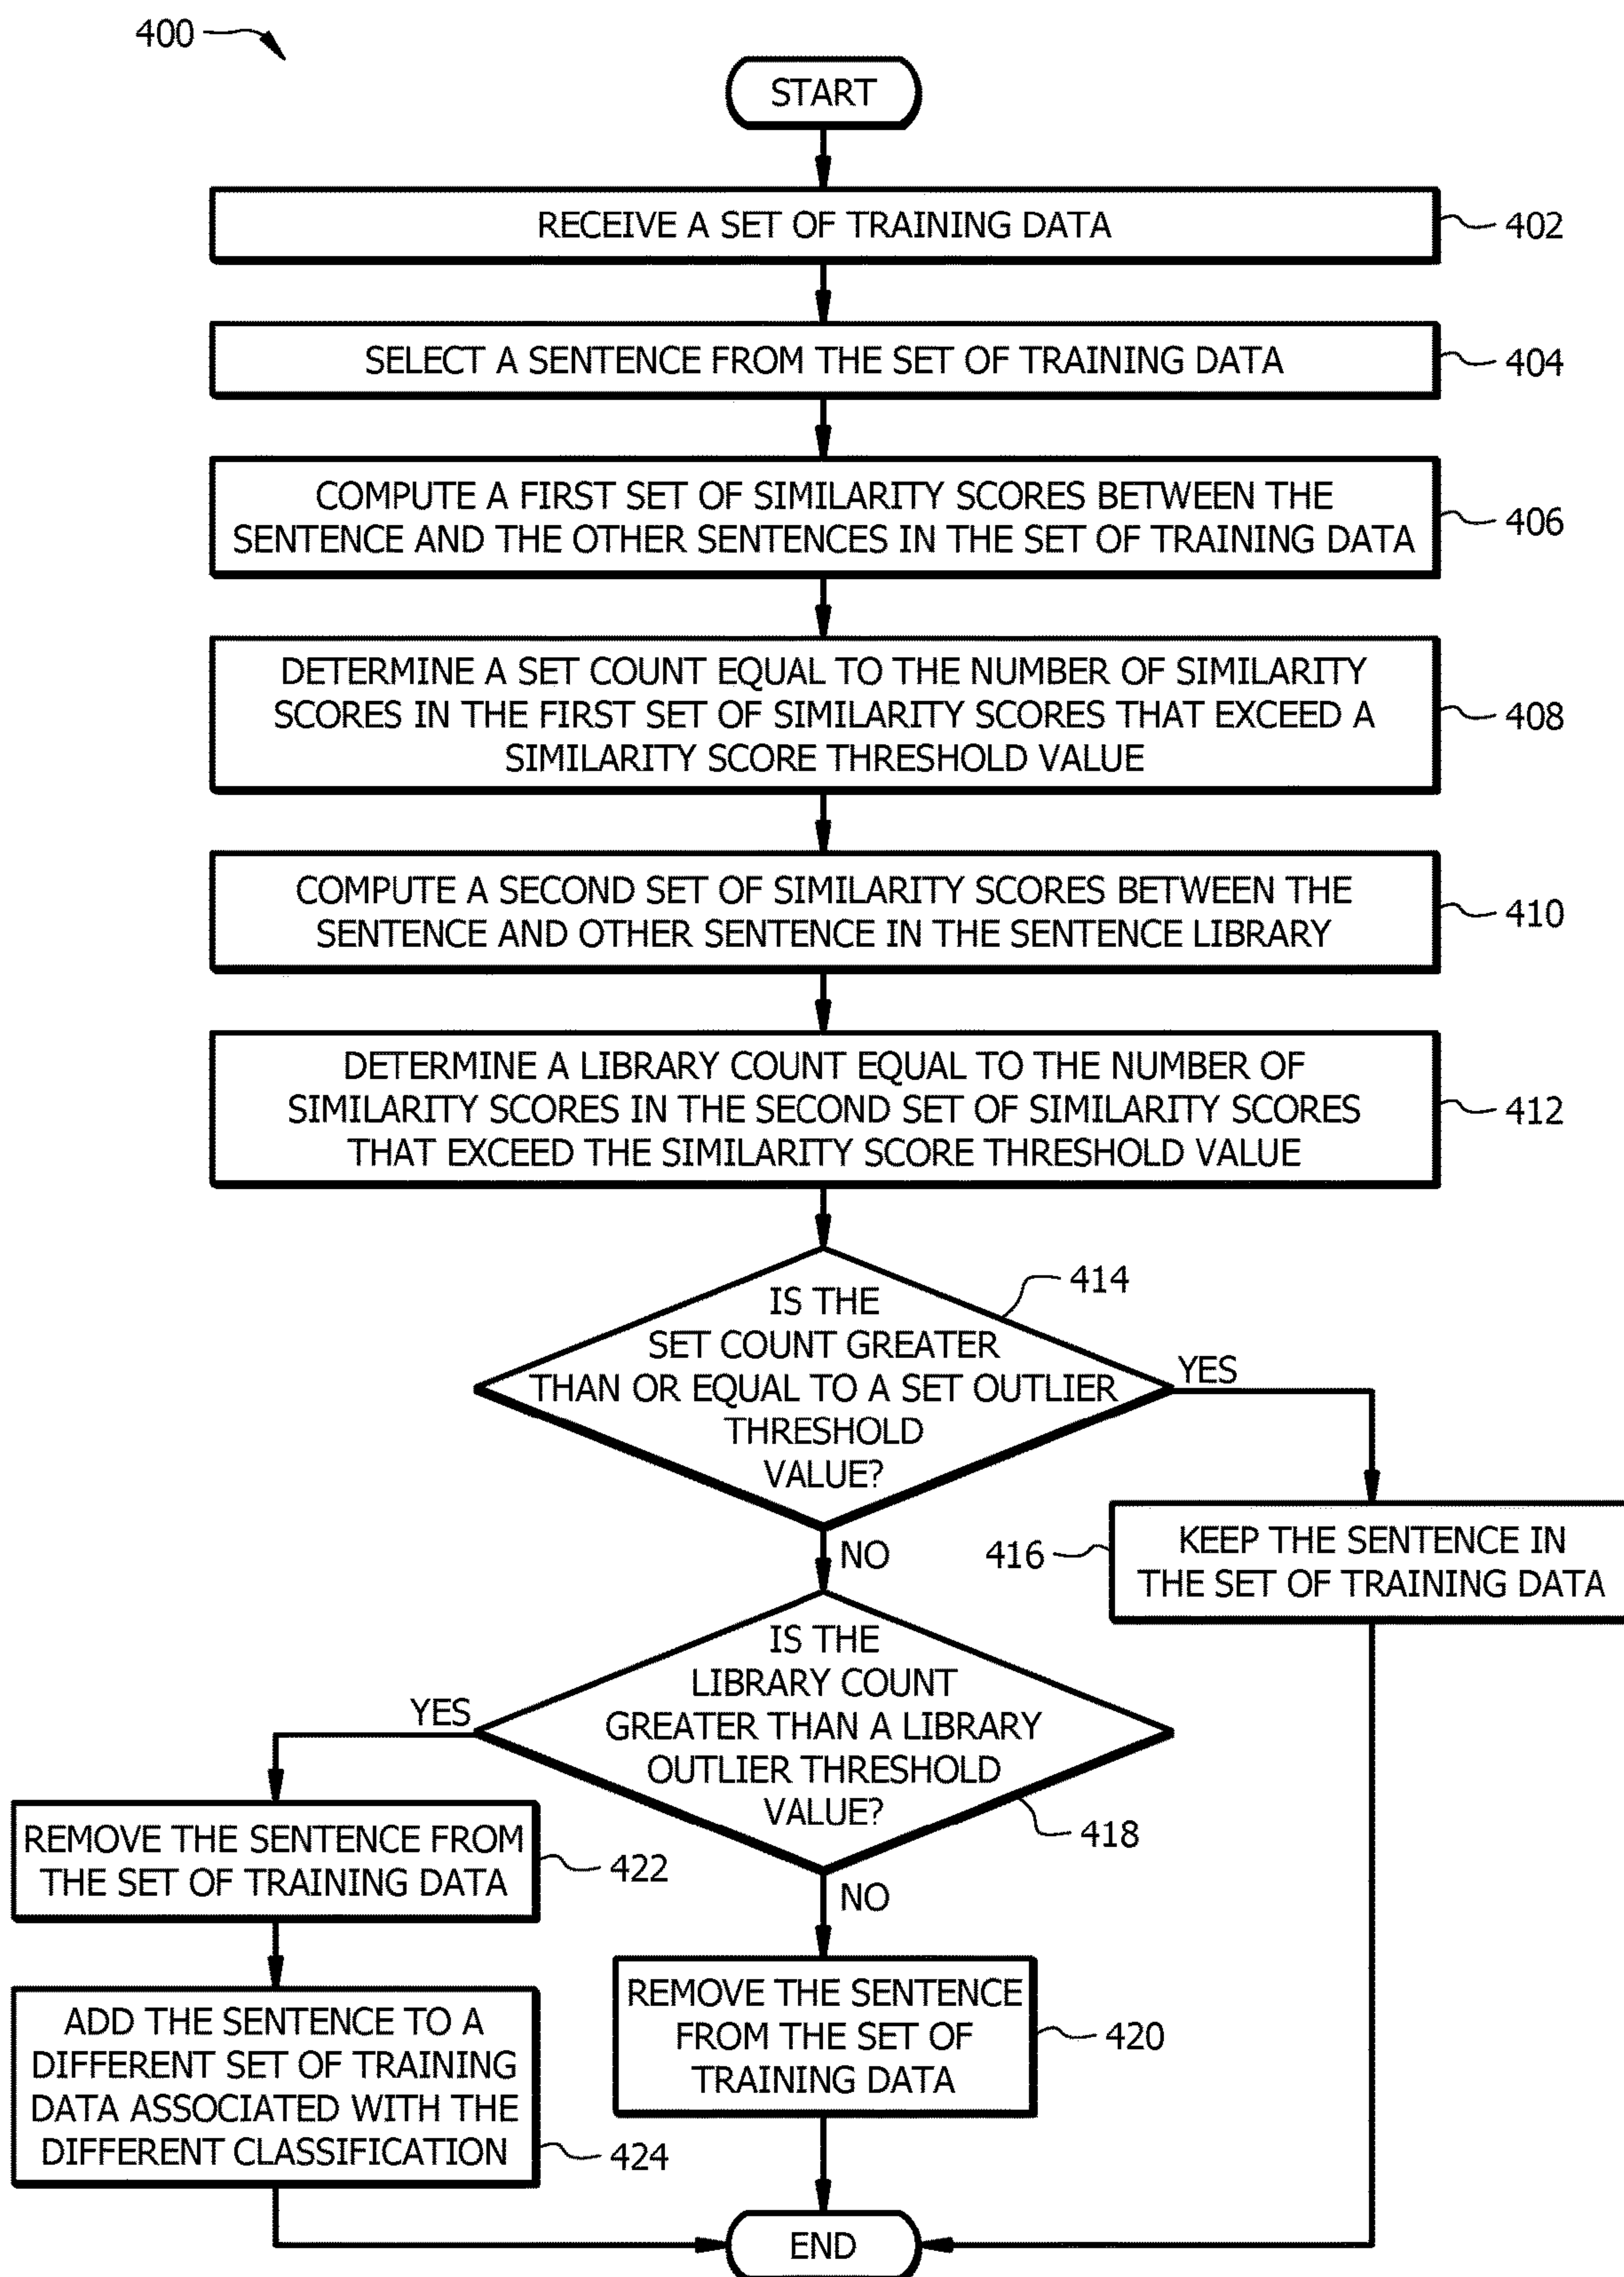 400
START
RECEIVE A SET OF TRAINING DATA
402
SELECT A SENTENCE FROM THE SET OF TRAINING DATA
404
COMPUTE A FIRST SET OF SIMILARITY SCORES BETWEEN THE
SENTENCE AND THE OTHER SENTENCES IN THE SET OF TRAINING DATA
406
DETERMINE A SET COUNT EQUAL TO THE NUMBER OF SIMILARITY
SCORES IN THE FIRST SET OF SIMILARITY SCORES THAT EXCEED A
SIMILARITY SCORE THRESHOLD VALUE
408
COMPUTE A SECOND SET OF SIMILARITY SCORES BETWEEN THE
SENTENCE AND OTHER SENTENCE IN THE SENTENCE LIBRARY
410
DETERMINE A LIBRARY COUNT EQUAL TO THE NUMBER OF
SIMILARITY SCORES IN THE SECOND SET OF SIMILARITY SCORES
THAT EXCEED THE SIMILARITY SCORE THRESHOLD VALUE
412
IS THE
SET COUNT GREATER
THAN OR EQUAL TO A SET OUTLIER
THRESHOLD
VALUE?
414
YES
NO
416
KEEP THE SENTENCE IN
THE SET OF TRAINING DATA
IS THE
LIBRARY COUNT
GREATER THAN A LIBRARY
OUTLIER THRESHOLD
VALUE?
418
YES
NO
REMOVE THE SENTENCE FROM
THE SET OF TRAINING DATA
422
REMOVE THE SENTENCE
FROM THE SET OF
TRAINING DATA
420
ADD THE SENTENCE TO A
DIFFERENT SET OF TRAINING
DATA ASSOCIATED WITH THE
DIFFERENT CLASSIFICATION
424
END